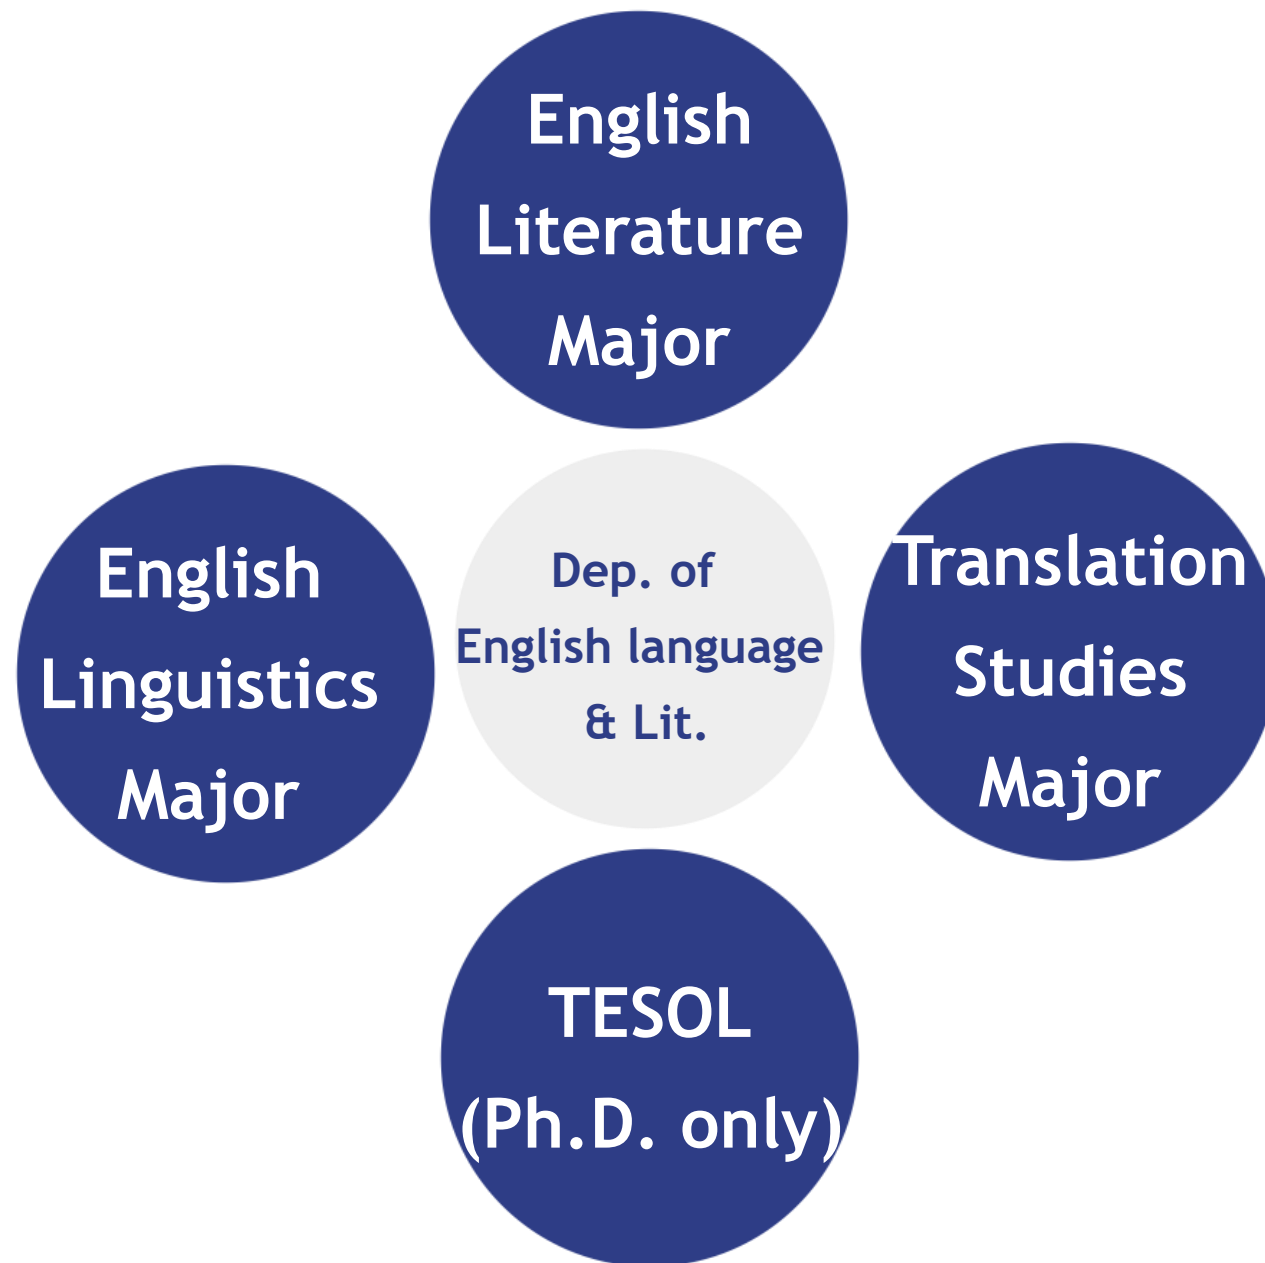 English
Literature
Major
English
Linguistics
Major
Dep. of
English language
& Lit.
Translation
Studies
Major
TESOL
(Ph.D. only)